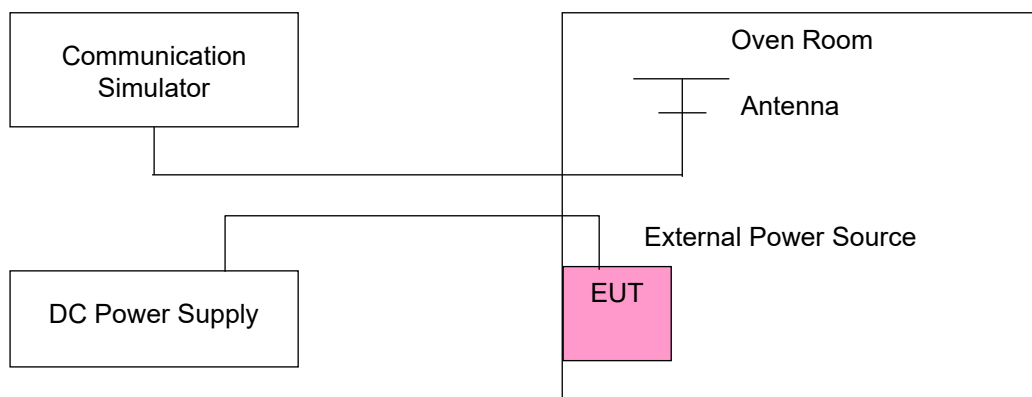 Communication
Simulator
Oven Room
Antenna
External Power Source
EUT
DC Power Supply